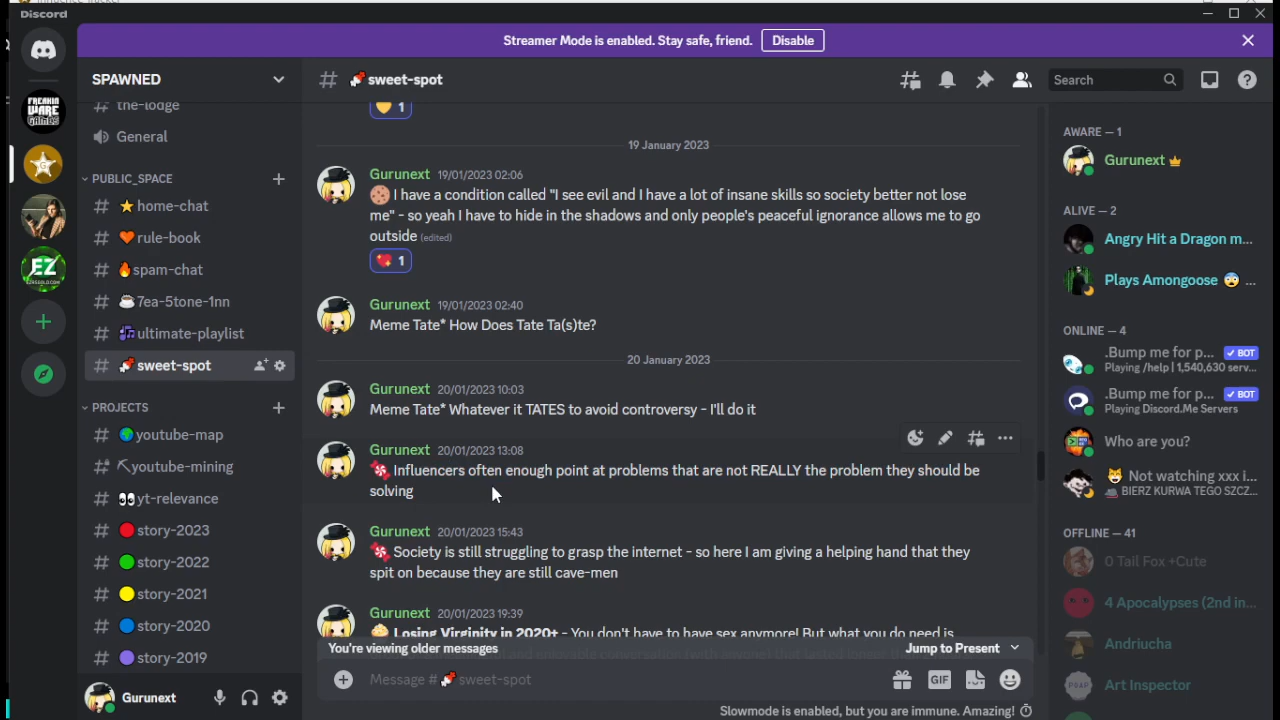 Discord
Streamer Mode is enabled. Stay safe, friend.
Disable
FREAKIN
WARE
GAMES
G
EZ
SPAWNED
the-lodge
General
PUBLIC_SPACE
home-chat
rule-book
spam-chat
7ea-5tone-1nn
ultimate-playlist
sweet-spot
PROJECTS
youtube-map
youtube-mining
yt-relevance
story-2023
story-2022
story-2021
story-2020
story-2019
Gurunext
sweet-spot
Search
1
19 January 2023
Gurunext 19/01/2023 02:06
I have a condition called "I see evil and I have a lot of insane skills so society better not lose
me" - so yeah I have to hide in the shadows and only people's peaceful ignorance allows me to go
outside (edited)
1
Gurunext 19/01/2023 02:40
Meme Tate* How Does Tate Ta(s)te?
20 January 2023
Gurunext 20/01/2023 10:03
Meme Tate* Whatever it TATES to avoid controversy - I'll do it
Gurunext 20/01/2023 13:08
Influencers often enough point at problems that are not REALLY the problem they should be
solving
Gurunext 20/01/2023 15:43
Society is still struggling to grasp the internet - so here I am giving a helping hand that they
spit on because they are still cave-men
Gurunext 20/01/2023 19:39
Losing Virginity in 2020+ - You don't have to have sex anymore! But what you do need is
You're viewing older messages
Jump to Present
Message # sweet-spot
GIF
Slowmode is enabled, but you are immune. Amazing!
AWARE — 1
Gurunext
ALIVE — 2
Angry Hit a Dragon m...
Plays Amongoose ...
ONLINE — 4
.Bump me for p... BOT
Playing /help | 1,540,630 serv...
.Bump me for p... BOT
Playing Discord.Me Servers
Who are you?
Not watching xxx i...
BIERZ KURWA TEGO SZCZ...
OFFLINE — 41
0 Tail Fox +Cute
4 Apocalypses (2nd in...
Andriucha
Art Inspector